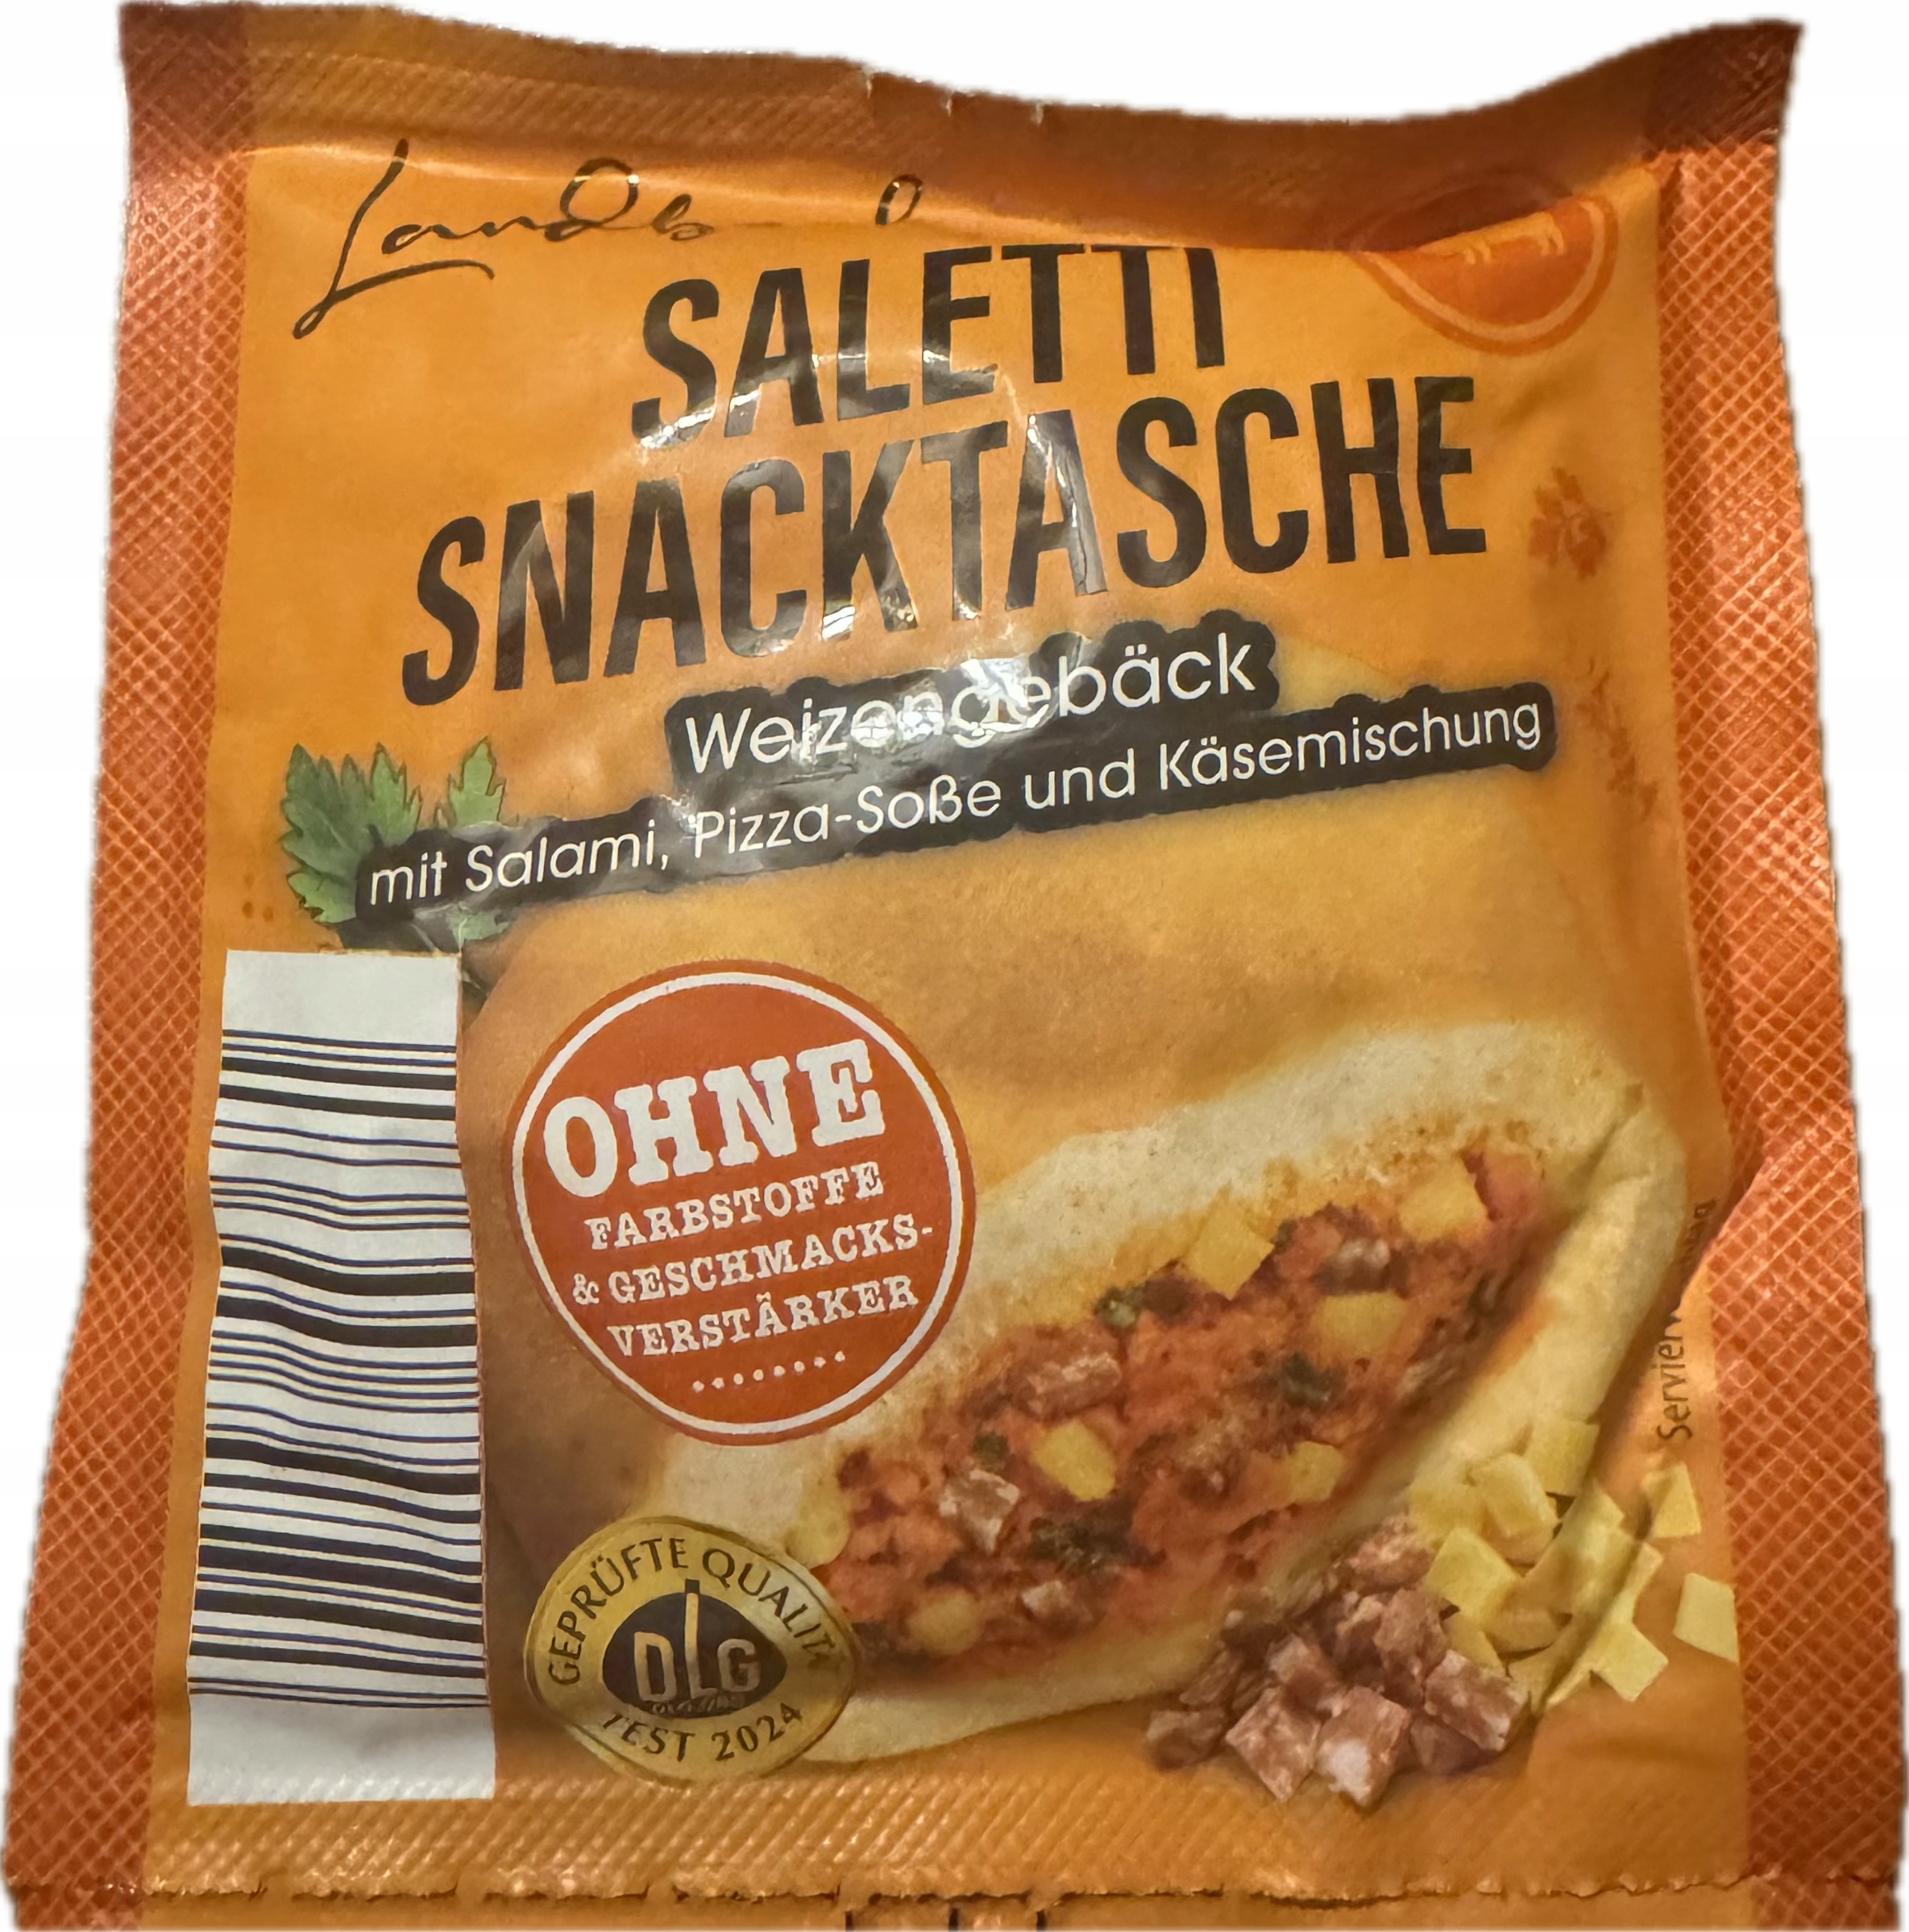 SALETTI
SNACKTASCHE
Weizengebäck
mit Salami, Pizza-Soße und Käsemischung
OHNE
FARBSTOFFE
& GESCHMACKS-
VERSTÄRKER
GEPRÜFTE QUALITÄT
DLG
TEST 2024